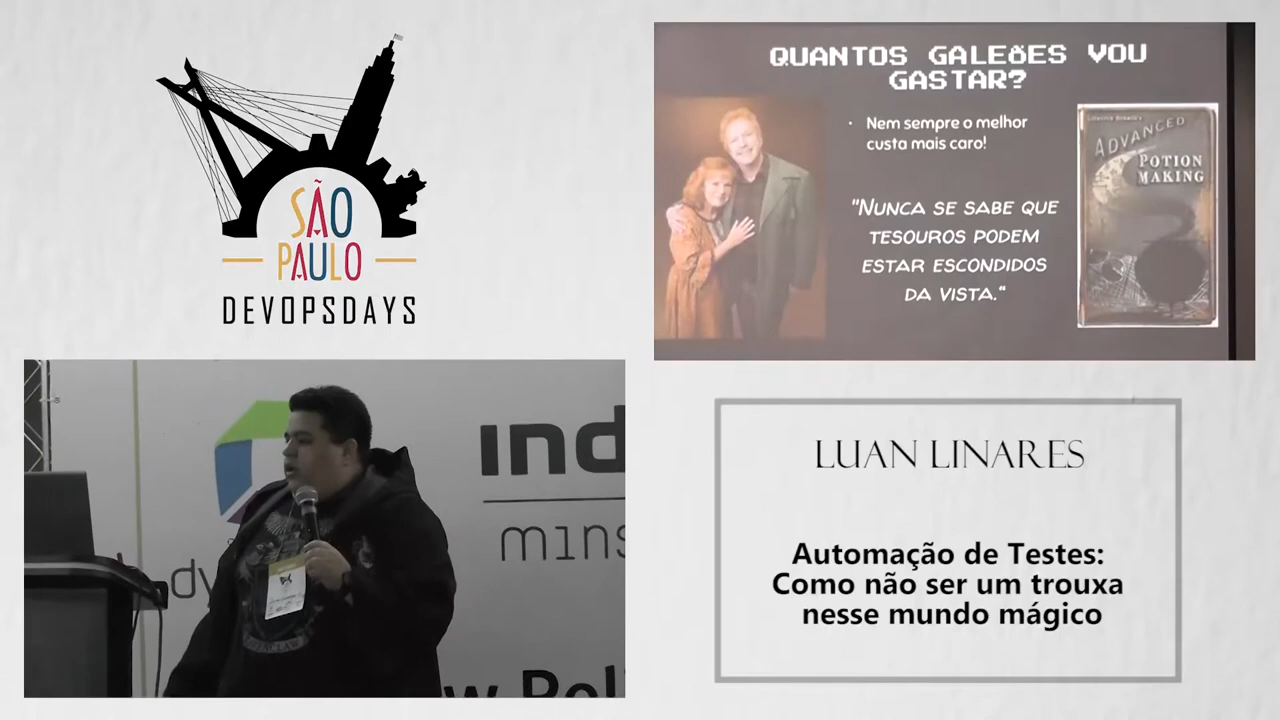 SÃO
PAULO
DEVOPSDAYS
QUANTOS GALEÕES VOU
GASTAR?
• Nem sempre o melhor
custa mais caro!
"NUNCA SE SABE QUE
TESOUROS PODEM
ESTAR ESCONDIDOS
DA VISTA."
ADVANCED
POTION
MAKING
ind
mins
dy
w Rel
LUAN LINARES
Automação de Testes:
Como não ser um trouxa
nesse mundo mágico